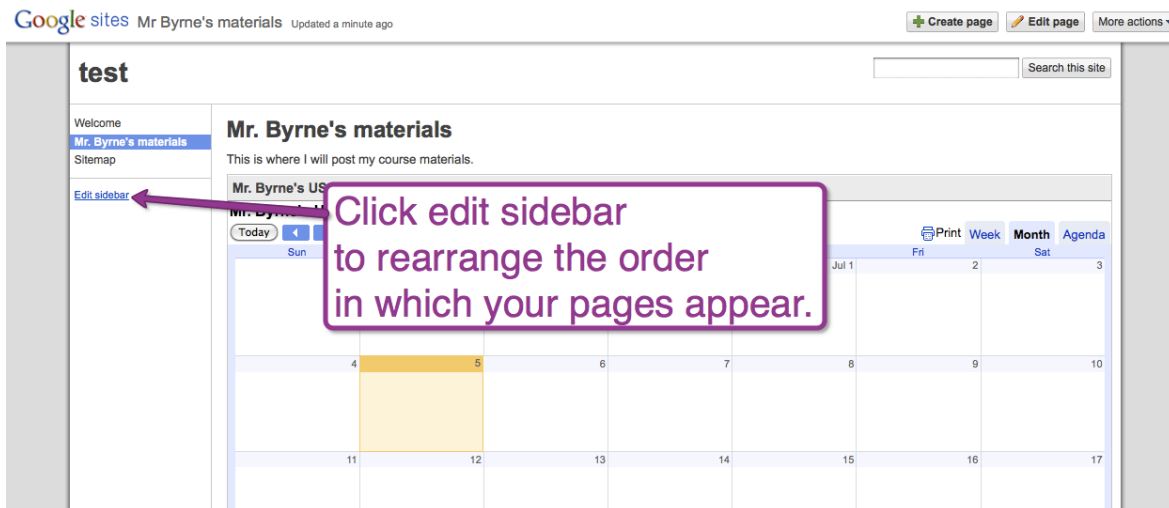 Google sites Mr Byrne's materials Updated a minute ago Create page Edit page More actions
test Search this site
Welcome
Mr. Byrne's materials
Sitemap
Edit sidebar
Mr. Byrne's materials
This is where I will post my course materials.
Mr. Byrne's US
Click edit sidebar
to rearrange the order
in which your pages appear.
Today Print Week Month Agenda
Sun Fri Sat
Jul 1 2 3
4 5 6 7 8 9 10
11 12 13 14 15 16 17